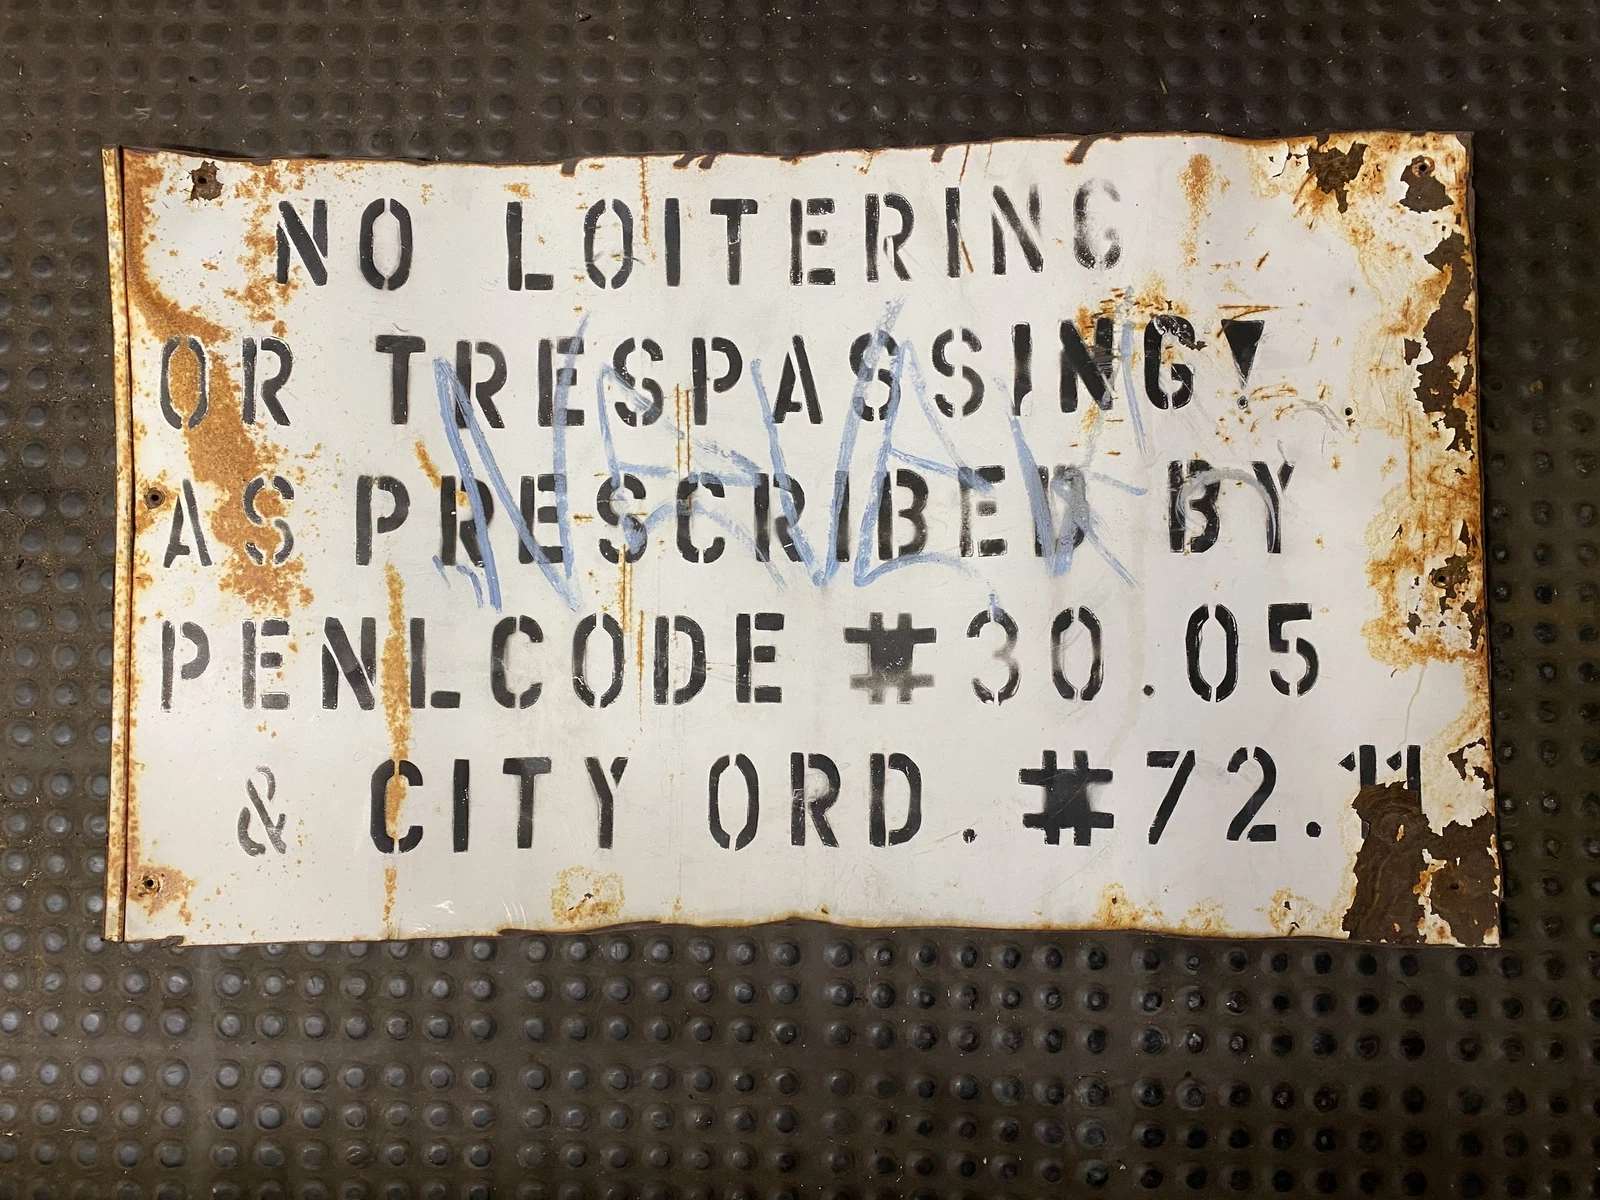 NO LOITERING
OR TRESPASSING!
AS PRESCRIBED BY
PENLCODE #30.05
& CITY ORD. #72.11